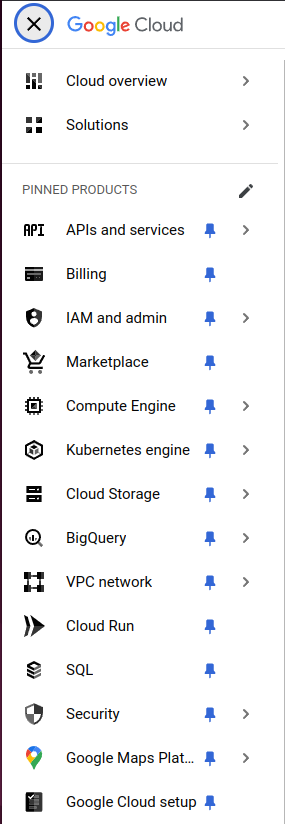 Google Cloud
Cloud overview
Solutions
PINNED PRODUCTS
API APIs and services
Billing
IAM and admin
Marketplace
Compute Engine
Kubernetes engine
Cloud Storage
BigQuery
VPC network
Cloud Run
SQL
Security
Google Maps Plat...
Google Cloud setup